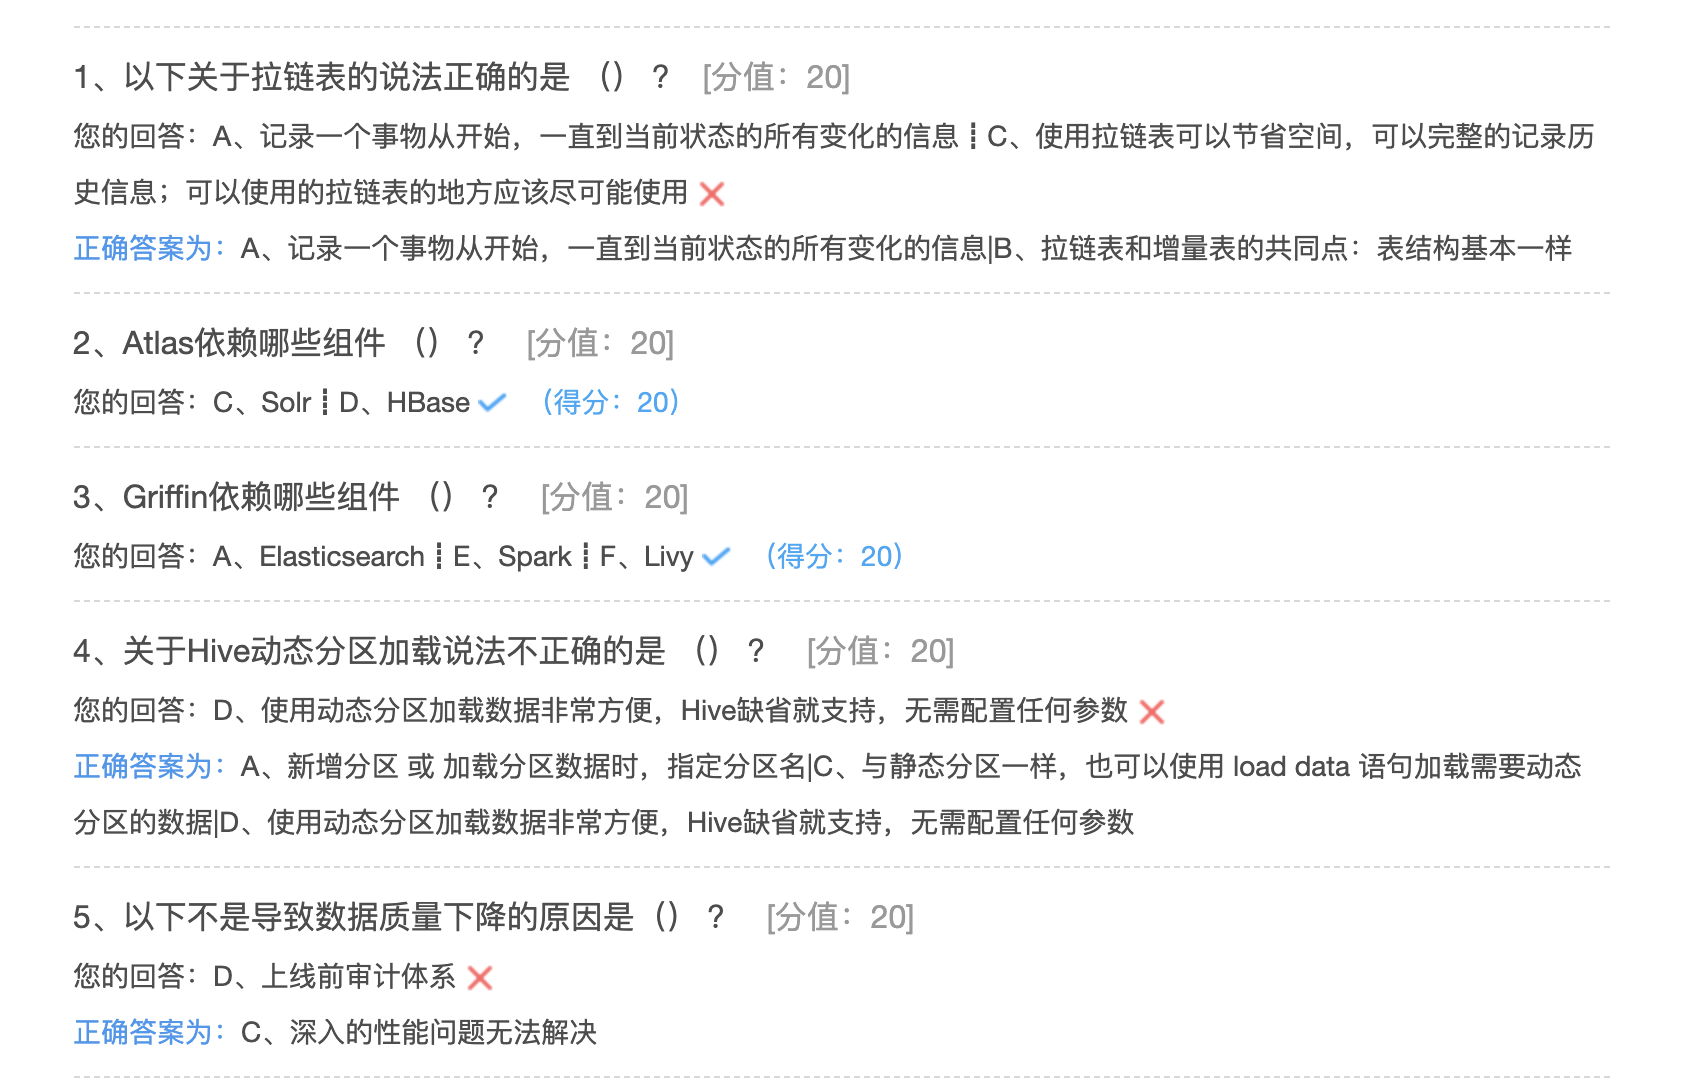 1、以下关于拉链表的说法正确的是 （） ? [分值：20]
您的回答：A、记录一个事物从开始，一直到当前状态的所有变化的信息┋C、使用拉链表可以节省空间，可以完整的记录历
史信息；可以使用的拉链表的地方应该尽可能使用
正确答案为：A、记录一个事物从开始，一直到当前状态的所有变化的信息|B、拉链表和增量表的共同点：表结构基本一样
2、Atlas依赖哪些组件 （） ? [分值：20]
您的回答：C、Solr┋D、HBase （得分：20）
3、Griffin依赖哪些组件 （） ? [分值：20]
您的回答：A、Elasticsearch┋E、Spark┋F、Livy （得分：20）
4、关于Hive动态分区加载说法不正确的是 （） ? [分值：20]
您的回答：D、使用动态分区加载数据非常方便，Hive缺省就支持，无需配置任何参数
正确答案为：A、新增分区 或 加载分区数据时，指定分区名|C、与静态分区一样，也可以使用 load data 语句加载需要动态
分区的数据|D、使用动态分区加载数据非常方便，Hive缺省就支持，无需配置任何参数
5、以下不是导致数据质量下降的原因是（） ? [分值：20]
您的回答：D、上线前审计体系
正确答案为：C、深入的性能问题无法解决